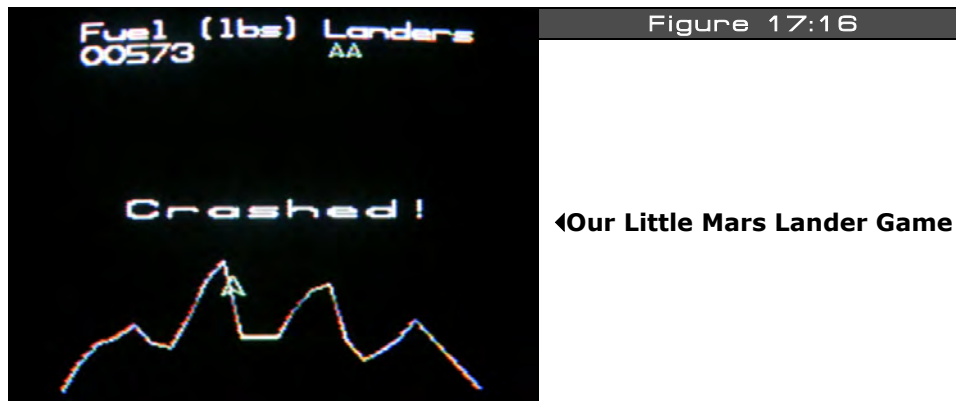 Fuel (lbs) Landers
00573 AA
Crashed!
Figure 17:16
Our Little Mars Lander Game